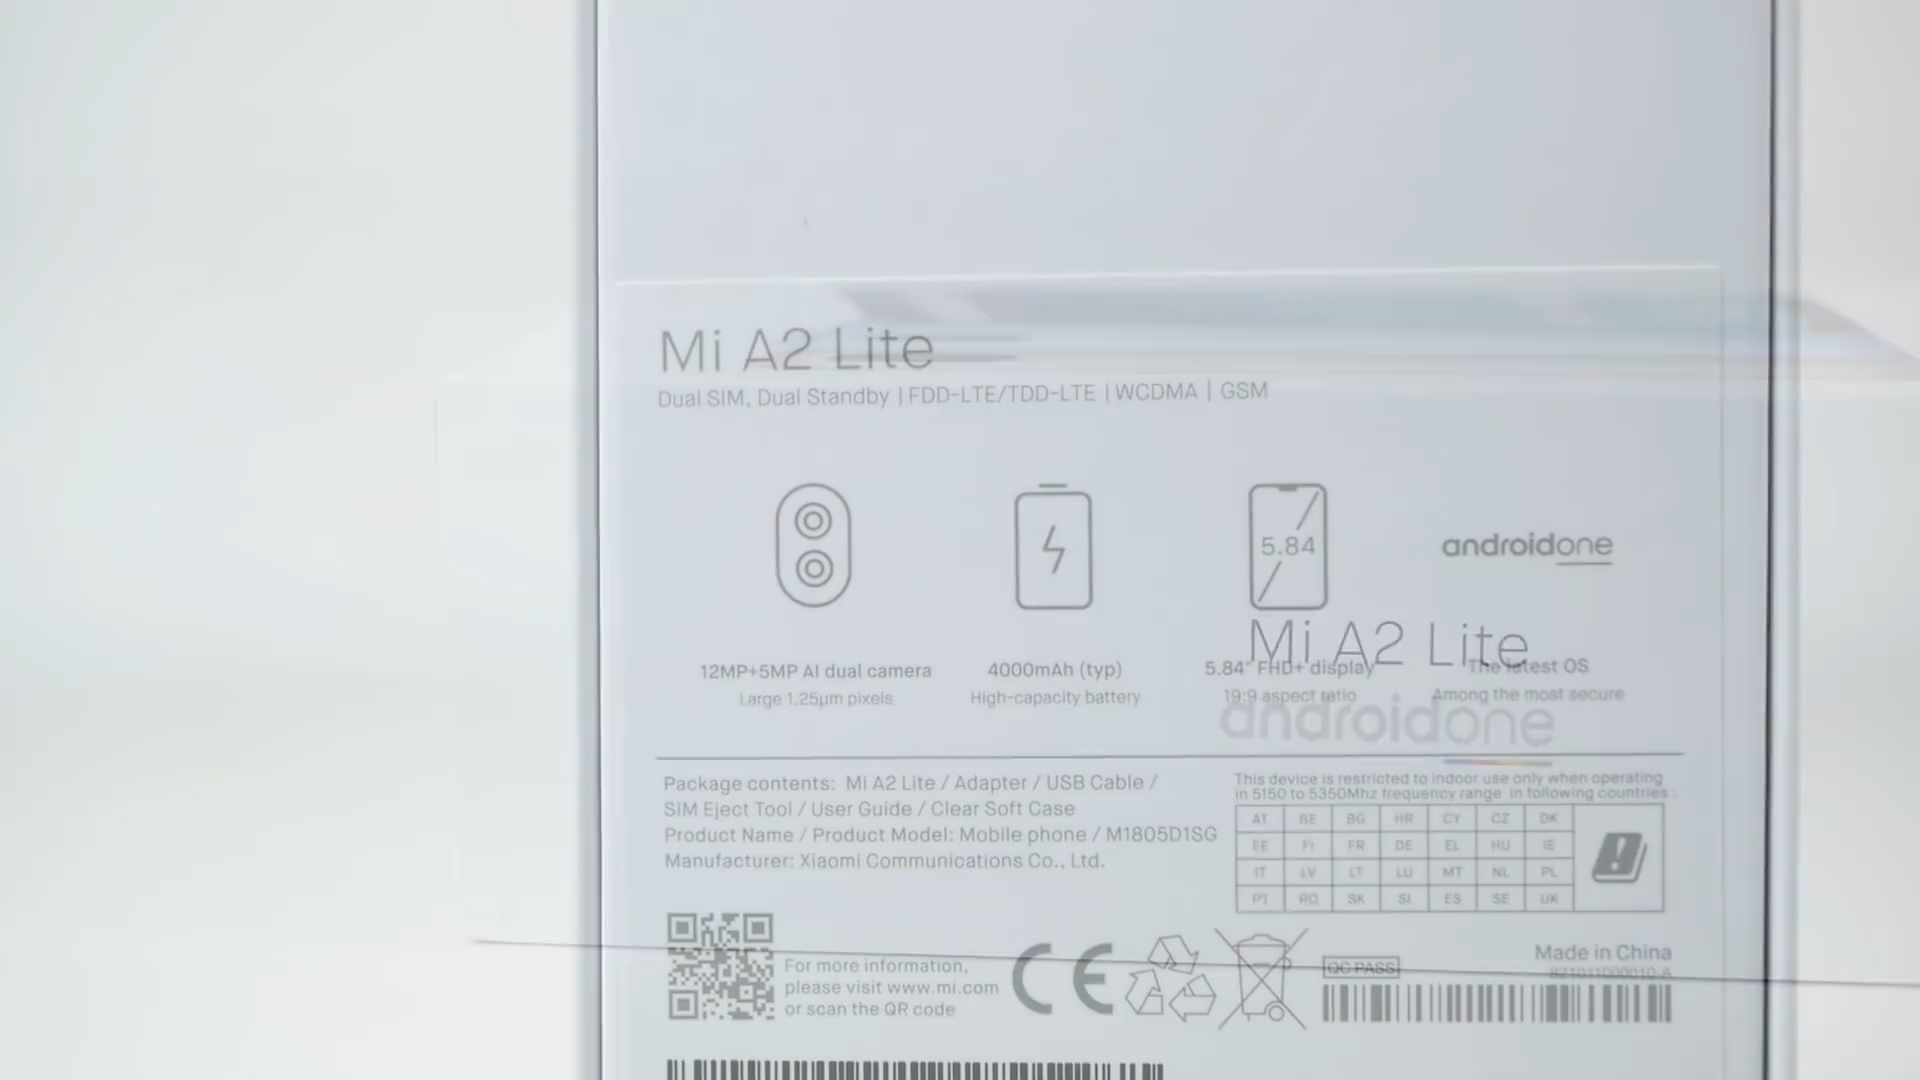 Mi A2 Lite
Dual SIM, Dual Standby | FDD-LTE/TDD-LTE | WCDMA | GSM
5.84
androidone
Mi A2 Lite
12MP+5MP AI dual camera
Large 1.25µm pixels
4000mAh (typ)
High-capacity battery
5.84" FHD+ display
19:9 aspect ratio
The latest OS
Among the most secure
androidone
Package contents: Mi A2 Lite / Adapter / USB Cable /
SIM Eject Tool / User Guide / Clear Soft Case
Product Name / Product Model: Mobile phone / M1805D1SG
Manufacturer: Xiaomi Communications Co., Ltd.
This device is restricted to indoor use only when operating
in 5150 to 5350Mhz frequency range in following countries:
AT BE BG HR CY CZ DK
EE FI FR DE EL HU IE
IT LV LT LU MT NL PL
PT RO SK SI ES SE UK
For more information,
please visit www.mi.com
or scan the QR code
CE
QC PASS
Made in China